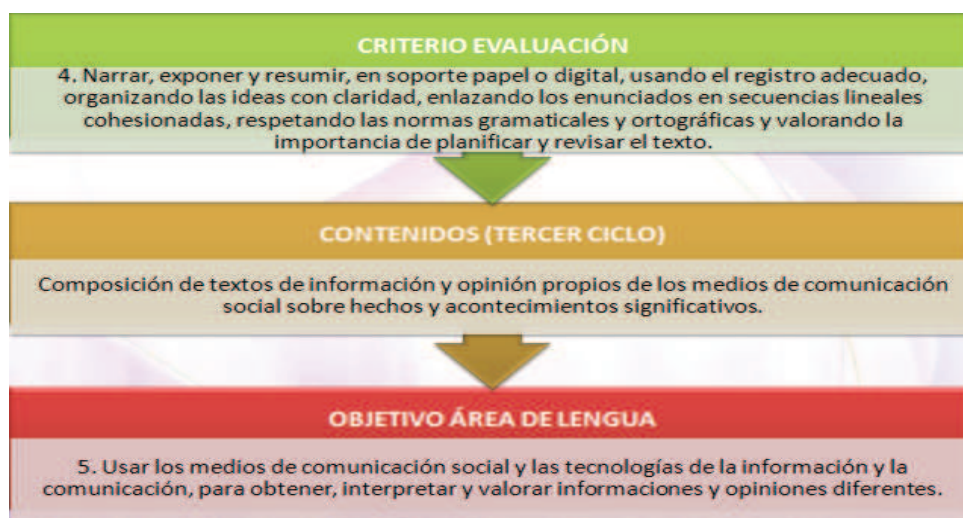 CRITERIO EVALUACIÓN
4. Narrar, exponer y resumir, en soporte papel o digital, usando el registro adecuado,
organizando las ideas con claridad, enlazando los enunciados en secuencias lineales
cohesionadas, respetando las normas gramaticales y ortográficas y valorando la
importancia de planificar y revisar el texto.
CONTENIDOS (TERCER CICLO)
Composición de textos de información y opinión propios de los medios de comunicación
social sobre hechos y acontecimientos significativos.
OBJETIVO ÁREA DE LENGUA
5. Usar los medios de comunicación social y las tecnologías de la información y la
comunicación, para obtener, interpretar y valorar informaciones y opiniones diferentes.